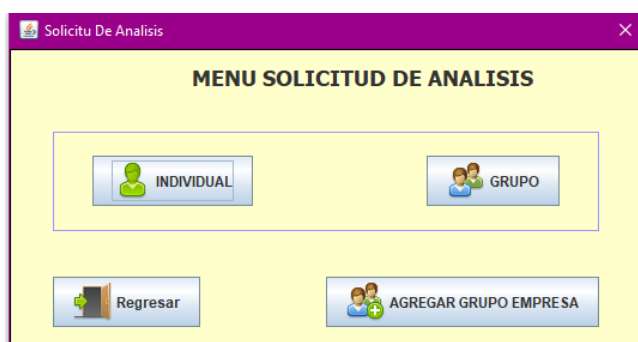 Solicitu De Analisis
MENU SOLICITUD DE ANALISIS
INDIVIDUAL
GRUPO
Regresar
AGREGAR GRUPO EMPRESA